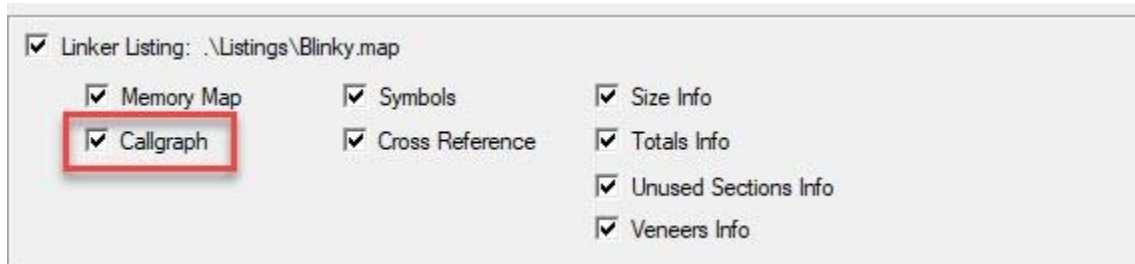 Linker Listing: .\Listings\Blinky.map
Memory Map Symbols Size Info
Callgraph Cross Reference Totals Info
Unused Sections Info
Veneers Info